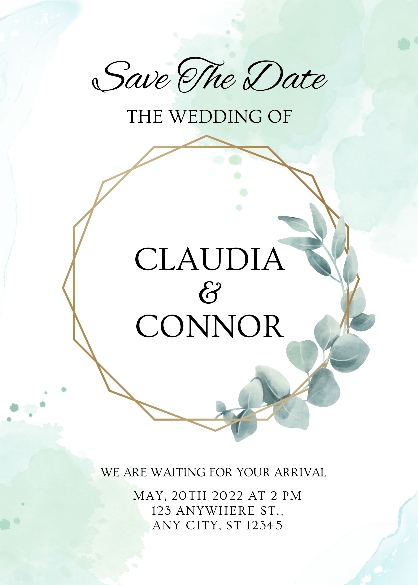 Save The Date
THE WEDDING OF
CLAUDIA
&
CONNOR
WE ARE WAITING FOR YOUR ARRIVAL
MAY, 20TH 2022 AT 2 PM
123 ANYWHERE ST.,
ANY CITY, ST 12345